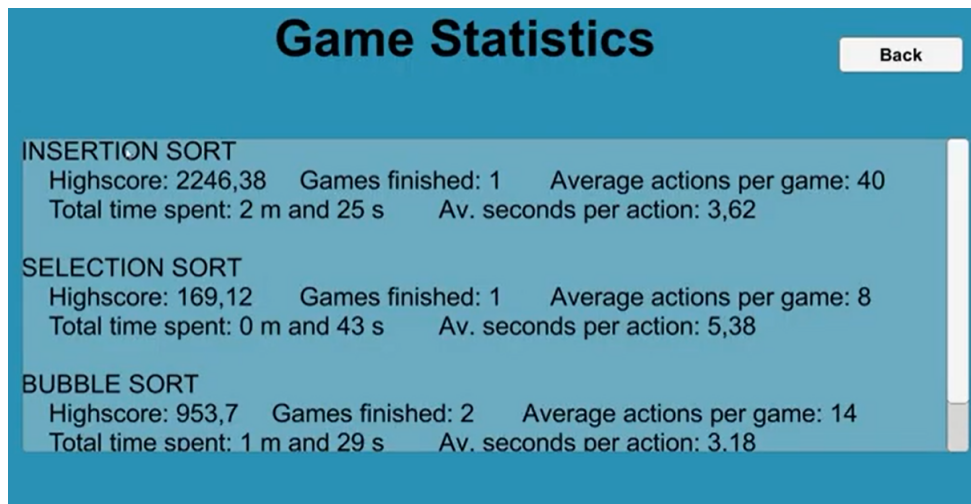 Game Statistics
Back
INSERTION SORT
Highscore: 2246,38 Games finished: 1 Average actions per game: 40
Total time spent: 2 m and 25 s Av. seconds per action: 3,62
SELECTION SORT
Highscore: 169,12 Games finished: 1 Average actions per game: 8
Total time spent: 0 m and 43 s Av. seconds per action: 5,38
BUBBLE SORT
Highscore: 953,7 Games finished: 2 Average actions per game: 14
Total time spent: 1 m and 29 s Av. seconds per action: 3,18